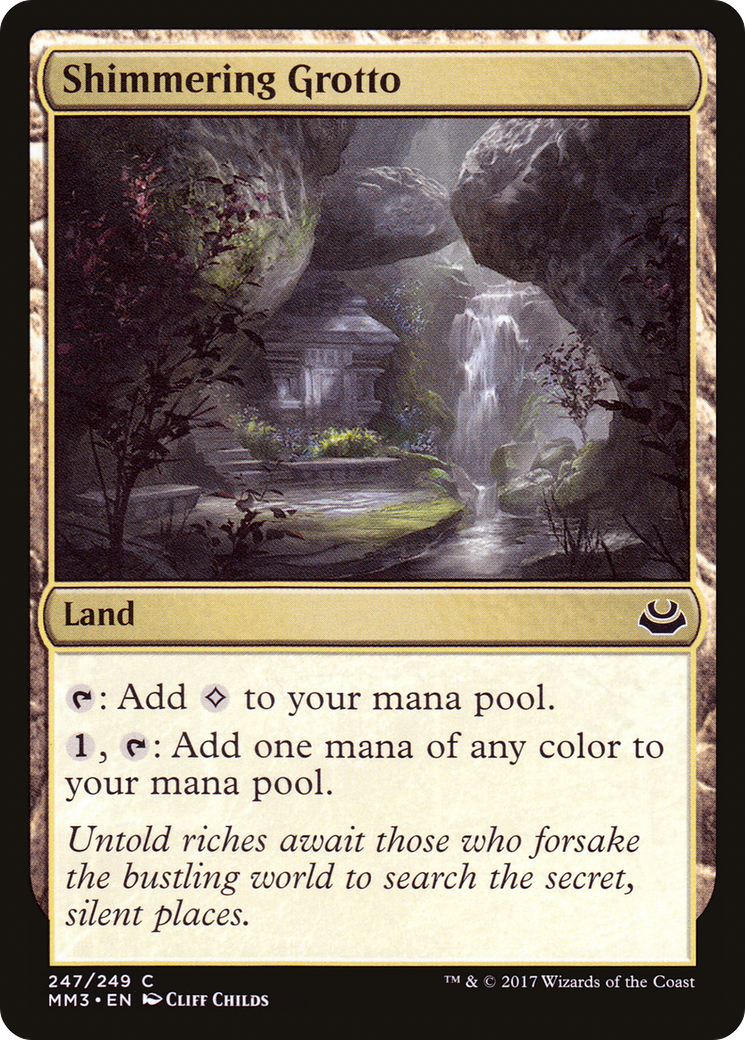 Shimmering Grotto
Land
: Add to your mana pool.
1, : Add one mana of any color to
your mana pool.
Untold riches await those who forsake
the bustling world to search the secret,
silent places.
247/249 C
MM3 • EN Cliff Childs
™ & © 2017 Wizards of the Coast